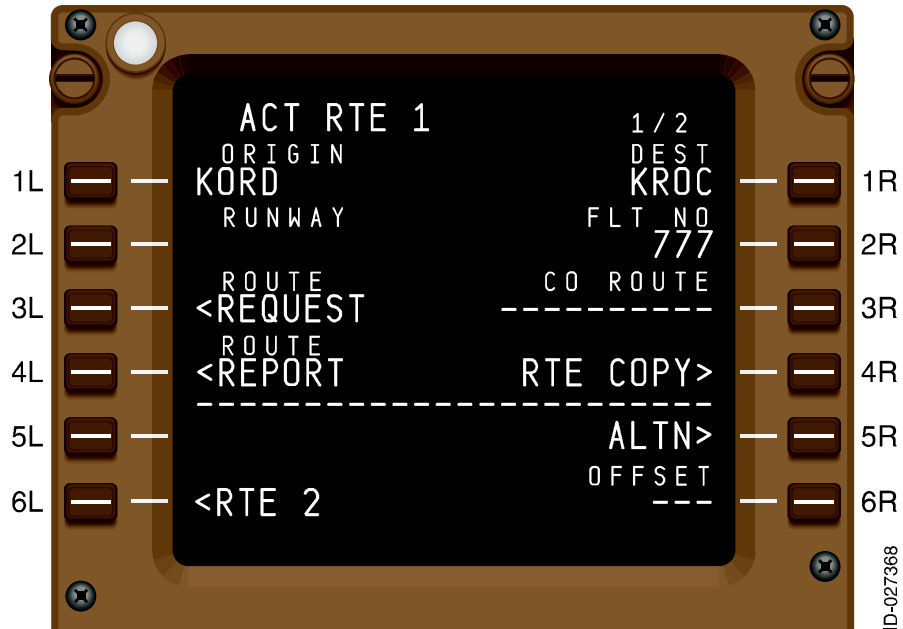 ACT RTE 1 1/2
ORIGIN DEST
1L KORD KROC 1R
RUNWAY FLT NO
2L 777 2R
ROUTE CO ROUTE
3L <REQUEST ---------- 3R
ROUTE
4L <REPORT RTE COPY> 4R
-------------------------
5L ALTN> 5R
OFFSET
6L <RTE 2 --- 6R
ID-027368